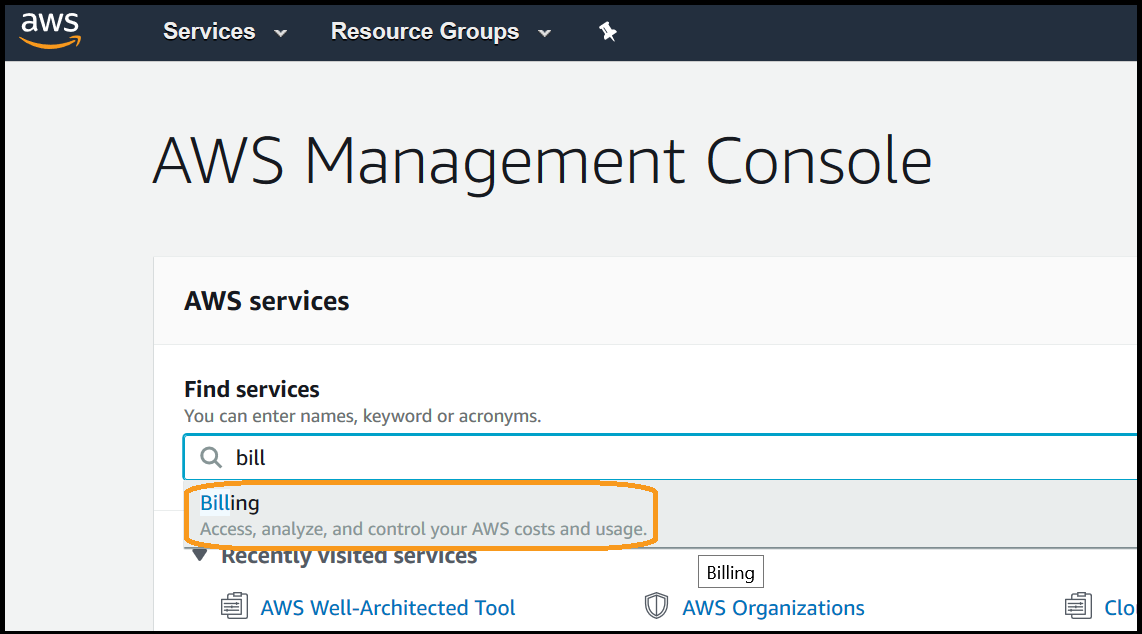 aws
Services Resource Groups
AWS Management Console
AWS services
Find services
You can enter names, keyword or acronyms.
bill
Billing
Access, analyze, and control your AWS costs and usage.
Recently visited services
Billing
AWS Well-Architected Tool
AWS Organizations